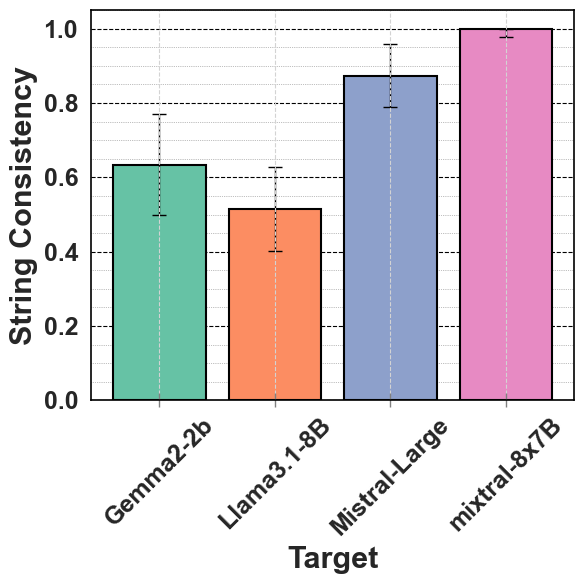 String Consistency
1.0
0.8
0.6
0.4
0.2
0.0
Gemma2-2b
Llama3.1-8B
Mistral-Large
mixtral-8x7B
Target